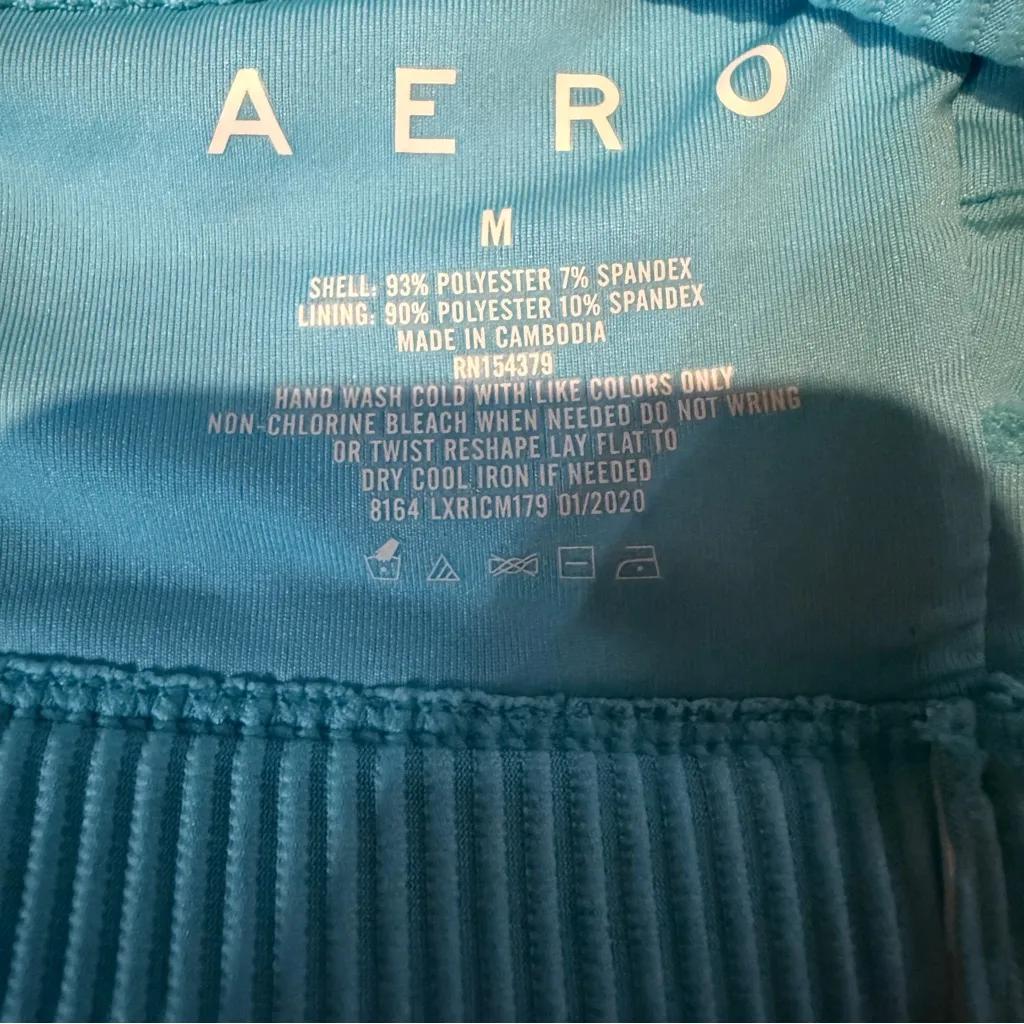 AERO
M
SHELL: 93% POLYESTER 7% SPANDEX
LINING: 90% POLYESTER 10% SPANDEX
MADE IN CAMBODIA
RN154379
HAND WASH COLD WITH LIKE COLORS ONLY
NON-CHLORINE BLEACH WHEN NEEDED DO NOT WRING
OR TWIST RESHAPE LAY FLAT TO
DRY COOL IRON IF NEEDED
8164 LXRICM179 01/2020